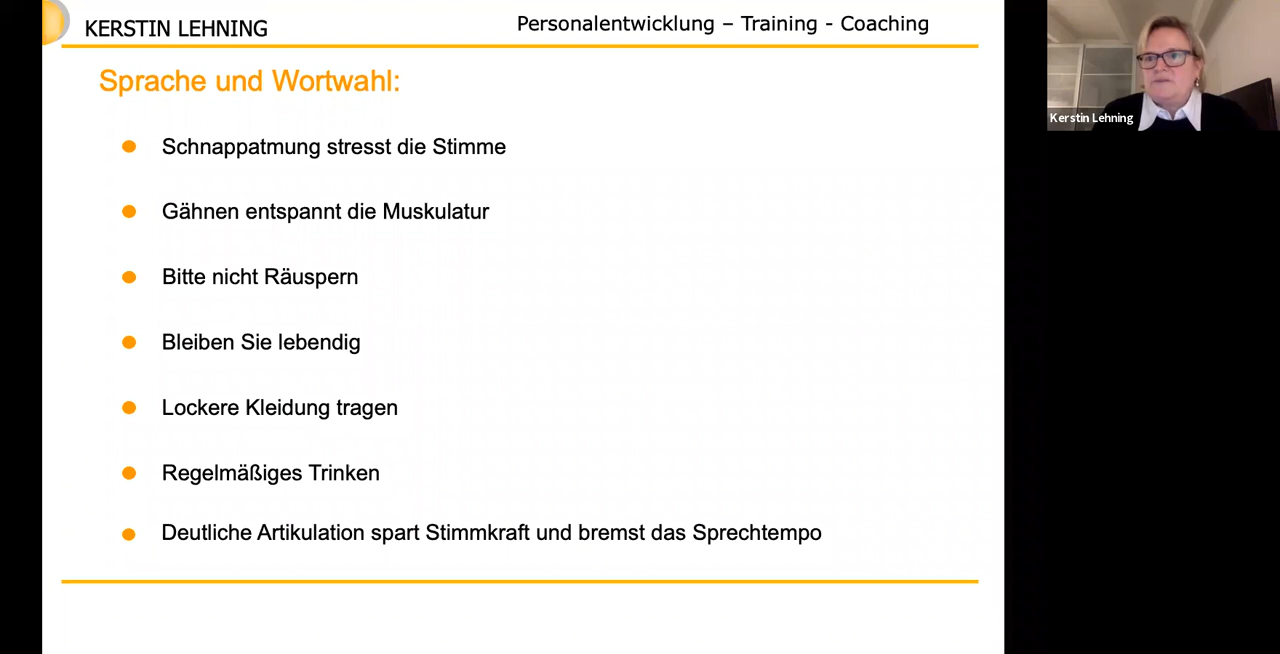 KERSTIN LEHNING
Personalentwicklung – Training - Coaching
Sprache und Wortwahl:
Schnappatmung stresst die Stimme
Gähnen entspannt die Muskulatur
Bitte nicht Räuspern
Bleiben Sie lebendig
Lockere Kleidung tragen
Regelmäßiges Trinken
Deutliche Artikulation spart Stimmkraft und bremst das Sprechtempo
Kerstin Lehning